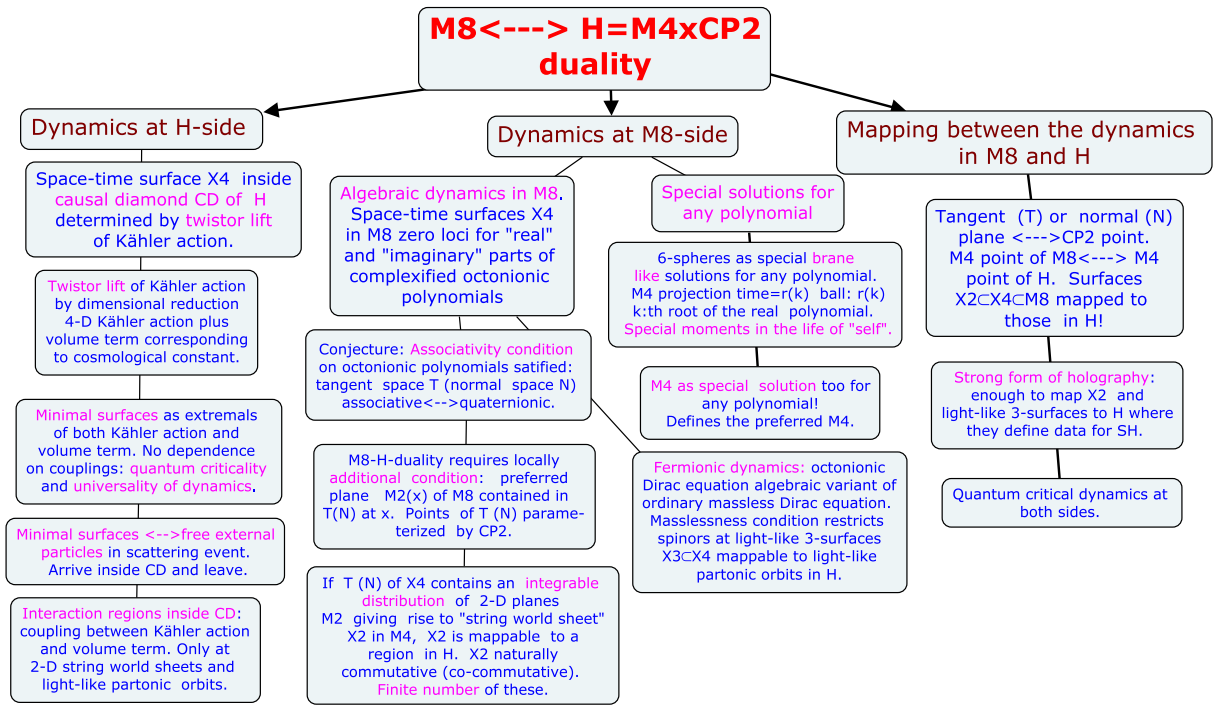 M8<---> H=M4xCP2
duality
Dynamics at H-side
Space-time surface X4 inside
causal diamond CD of H
determined by twistor lift
of Kähler action.
Twistor lift of Kähler action
by dimensional reduction
4-D Kähler action plus
volume term corresponding
to cosmological constant.
Minimal surfaces as extremals
of both Kähler action and
volume term. No dependence
on couplings: quantum criticality
and universality of dynamics.
Minimal surfaces <-->free external
particles in scattering event.
Arrive inside CD and leave.
Interaction regions inside CD:
coupling between Kähler action
and volume term. Only at
2-D string world sheets and
light-like partonic orbits.
Dynamics at M8-side
Algebraic dynamics in M8.
Space-time surfaces X4
in M8 zero loci for "real"
and "imaginary" parts of
complexified octonionic
polynomials
Conjecture: Associativity condition
on octonionic polynomials satified:
tangent space T (normal space N)
associative<-->quaternionic.
M8-H-duality requires locally
additional condition: preferred
plane M2(x) of M8 contained in
T(N) at x. Points of T (N) parame-
terized by CP2.
If T (N) of X4 contains an integrable
distribution of 2-D planes
M2 giving rise to "string world sheet"
X2 in M4, X2 is mappable to a
region in H. X2 naturally
commutative (co-commutative).
Finite number of these.
Special solutions for
any polynomial
6-spheres as special brane
like solutions for any polynomial.
M4 projection time=r(k) ball: r(k)
k:th root of the real polynomial.
Special moments in the life of "self".
M4 as special solution too for
any polynomial!
Defines the preferred M4.
Fermionic dynamics: octonionic
Dirac equation algebraic variant of
ordinary massless Dirac equation.
Masslessness condition restricts
spinors at light-like 3-surfaces
X3⊂X4 mappable to light-like
partonic orbits in H.
Mapping between the dynamics
in M8 and H
Tangent (T) or normal (N)
plane <--->CP2 point.
M4 point of M8<---> M4
point of H. Surfaces
X2⊂X4⊂M8 mapped to
those in H!
Strong form of holography:
enough to map X2 and
light-like 3-surfaces to H where
they define data for SH.
Quantum critical dynamics at
both sides.